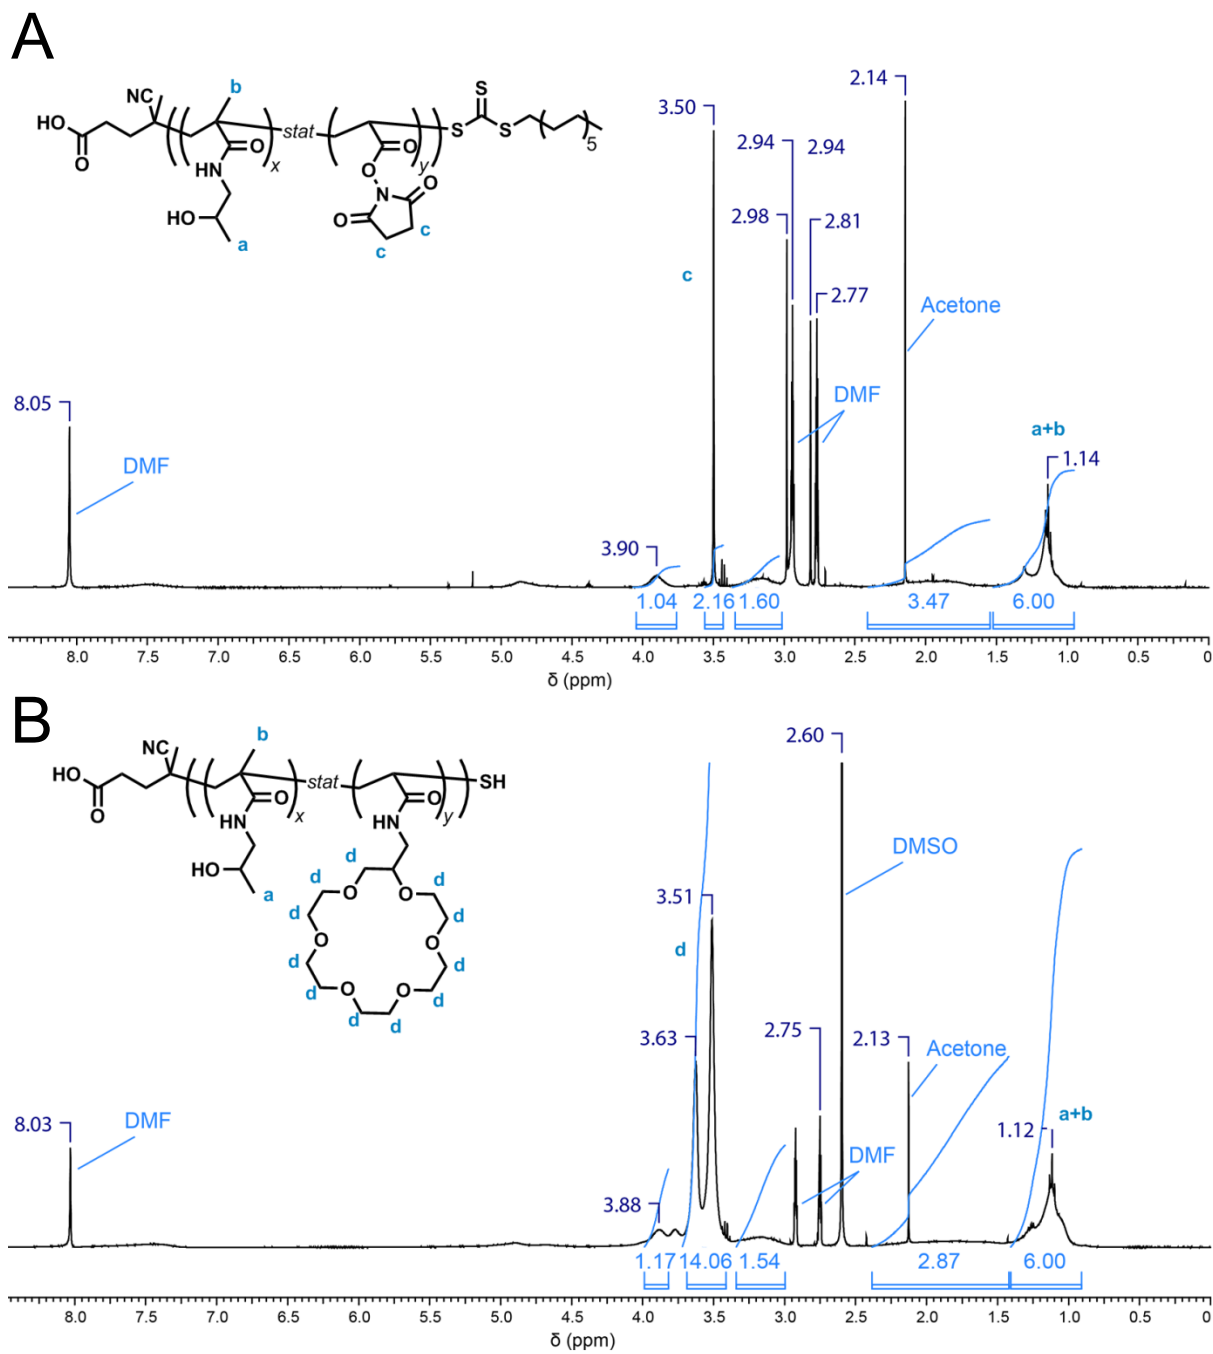 A
NC
b
HO
O
O
x
stat
O
y
S
S
S
5
HN
O
HO
a
N
O
O
c
c
8.05
DMF
3.90
c
3.50
2.98
2.94
2.94
2.81
2.77
DMF
2.14
Acetone
a+b
1.14
1.04
2.16
1.60
3.47
6.00
8.0 7.5 7.0 6.5 6.0 5.5 5.0 4.5 4.0 3.5 3.0 2.5 2.0 1.5 1.0 0.5 0
δ (ppm)
B
NC
b
HO
O
O
x
stat
O
y
SH
HN
HO
a
HN
d
d
d
d
d
d
d
d
d
d
d
O
O
O
O
O
O
8.03
DMF
3.88
3.63
d
3.51
2.75
DMF
2.60
DMSO
2.13
Acetone
1.12
a+b
1.17
14.06
1.54
2.87
6.00
8.0 7.5 7.0 6.5 6.0 5.5 5.0 4.5 4.0 3.5 3.0 2.5 2.0 1.5 1.0 0.5 0
δ (ppm)